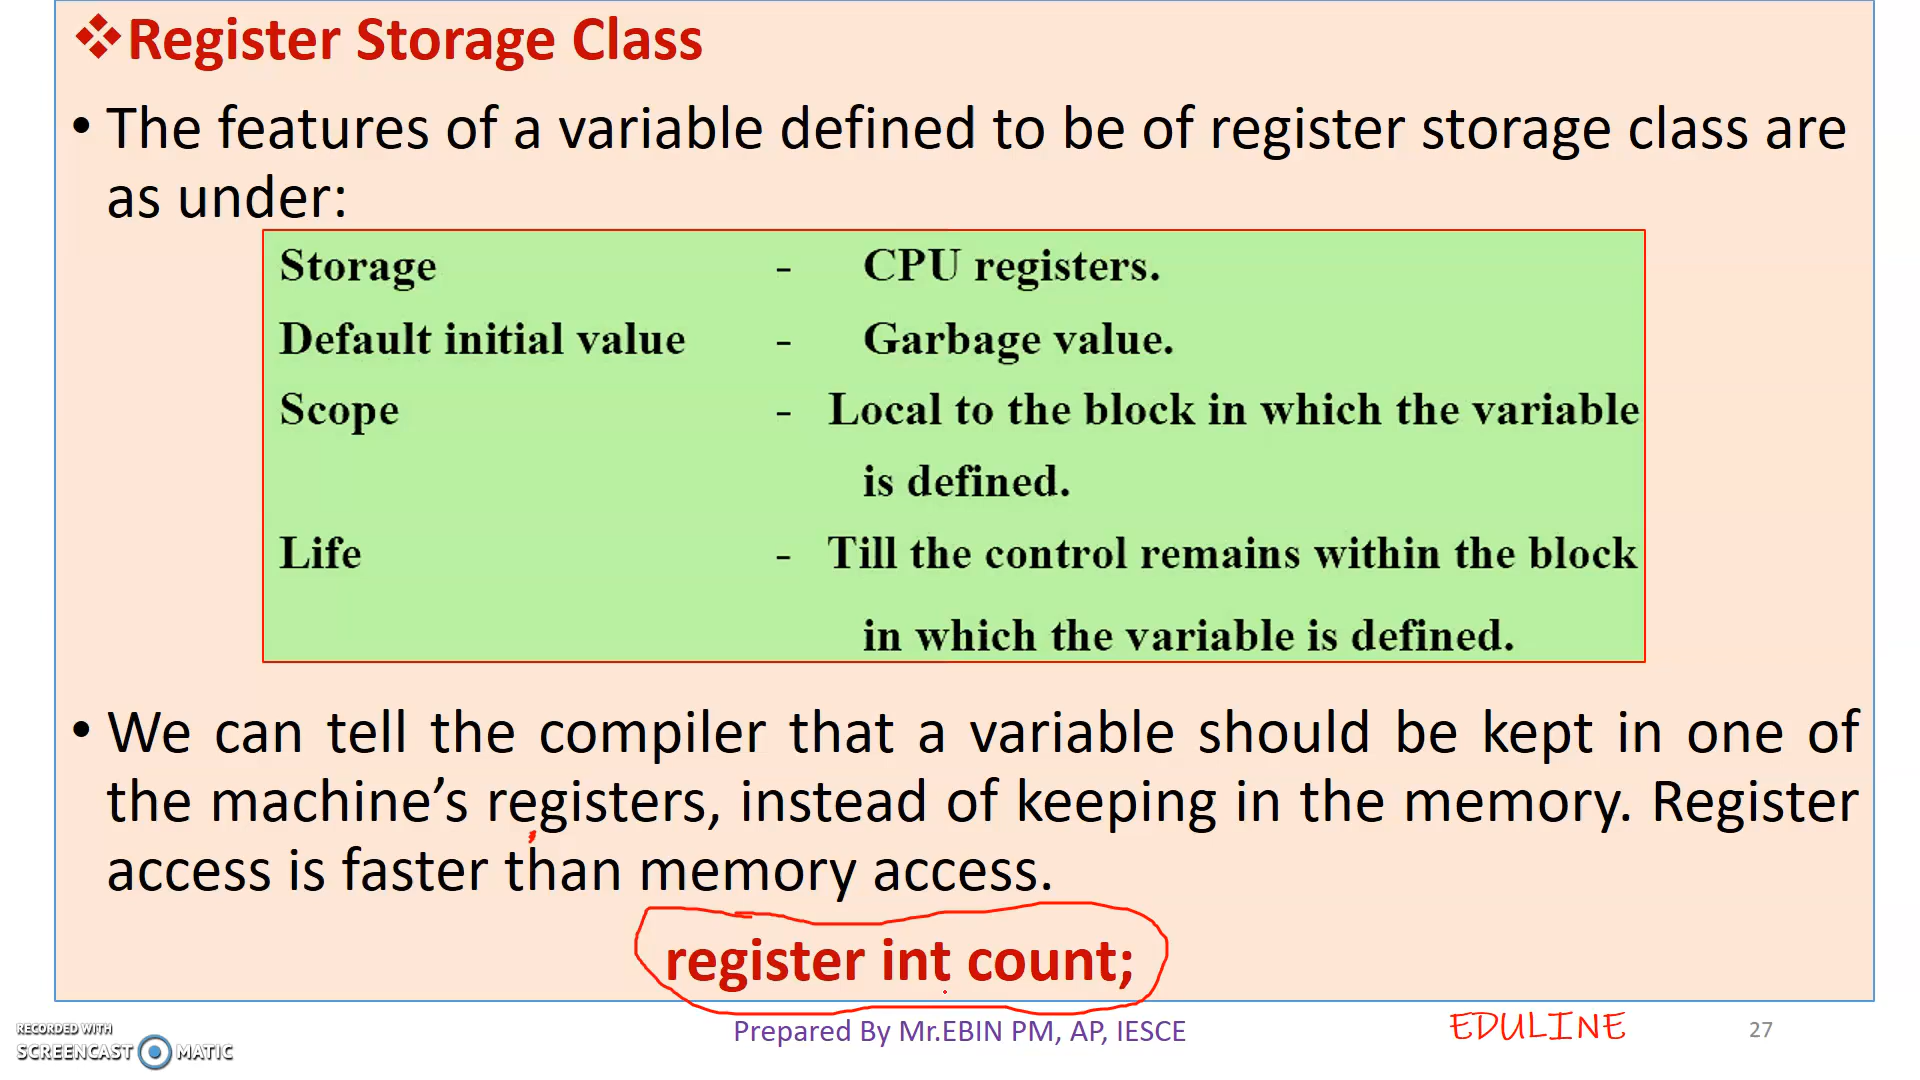 ❖Register Storage Class
• The features of a variable defined to be of register storage class are
as under:
Storage - CPU registers.
Default initial value - Garbage value.
Scope - Local to the block in which the variable
is defined.
Life - Till the control remains within the block
in which the variable is defined.
• We can tell the compiler that a variable should be kept in one of
the machine’s registers, instead of keeping in the memory. Register
access is faster than memory access.
register int count;
Prepared By Mr.EBIN PM, AP, IESCE
EDULINE
27
RECORDED WITH
SCREENCAST MATIC